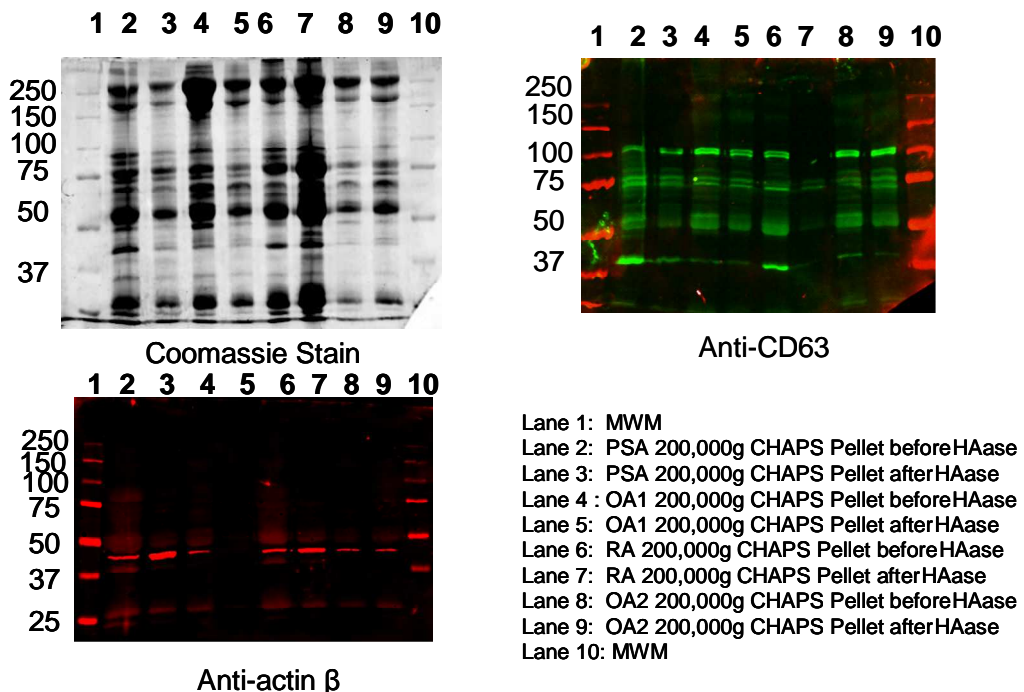 1 2 3 4 5 6 7 8 9 10
250
150
100
75
50
37
Coomassie Stain
1 2 3 4 5 6 7 8 9 10
250
150
100
75
50
37
Anti-CD63
1 2 3 4 5 6 7 8 9 10
250
150
100
75
50
37
25
Anti-actin β
Lane 1: MWM
Lane 2: PSA 200,000g CHAPS Pellet before HAase
Lane 3: PSA 200,000g CHAPS Pellet after HAase
Lane 4 : OA1 200,000g CHAPS Pellet before HAase
Lane 5: OA1 200,000g CHAPS Pellet after HAase
Lane 6: RA 200,000g CHAPS Pellet before HAase
Lane 7: RA 200,000g CHAPS Pellet after HAase
Lane 8: OA2 200,000g CHAPS Pellet before HAase
Lane 9: OA2 200,000g CHAPS Pellet after HAase
Lane 10: MWM